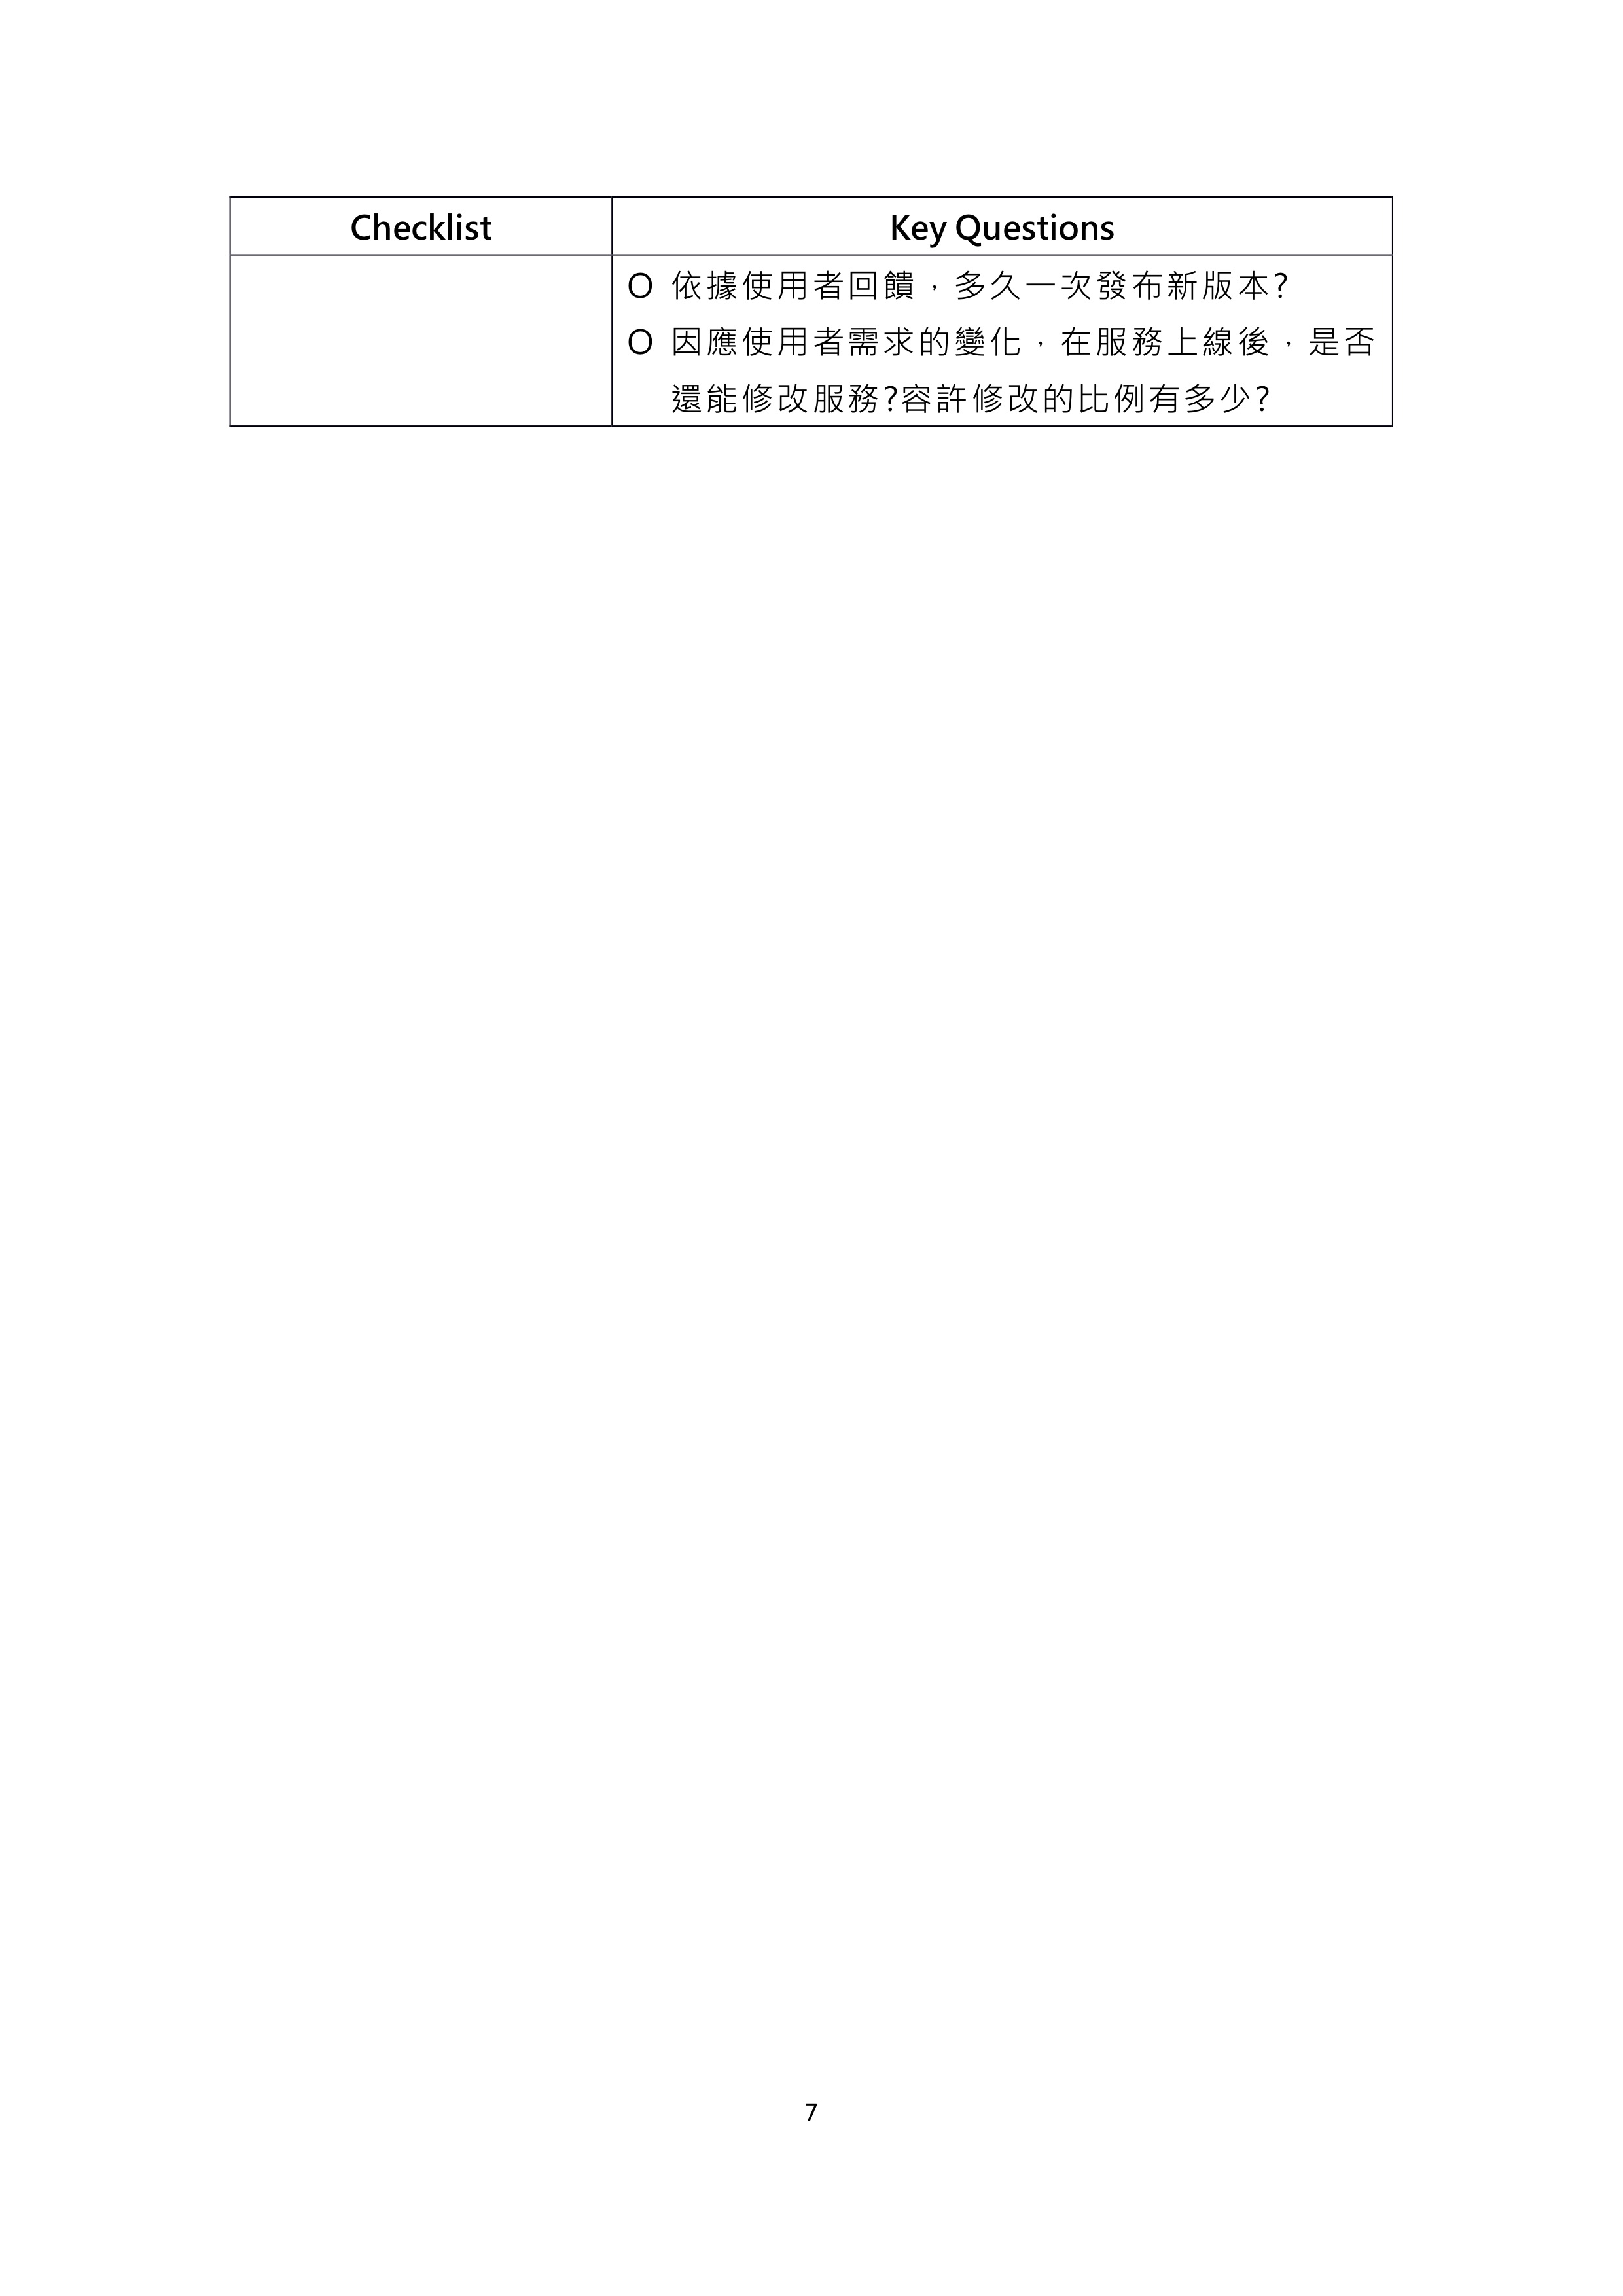 Checklist
Key Questions
O 依據使用者回饋，多久一次發布新版本?
O 因應使用者需求的變化，在服務上線後，是否
還能修改服務?容許修改的比例有多少?
7